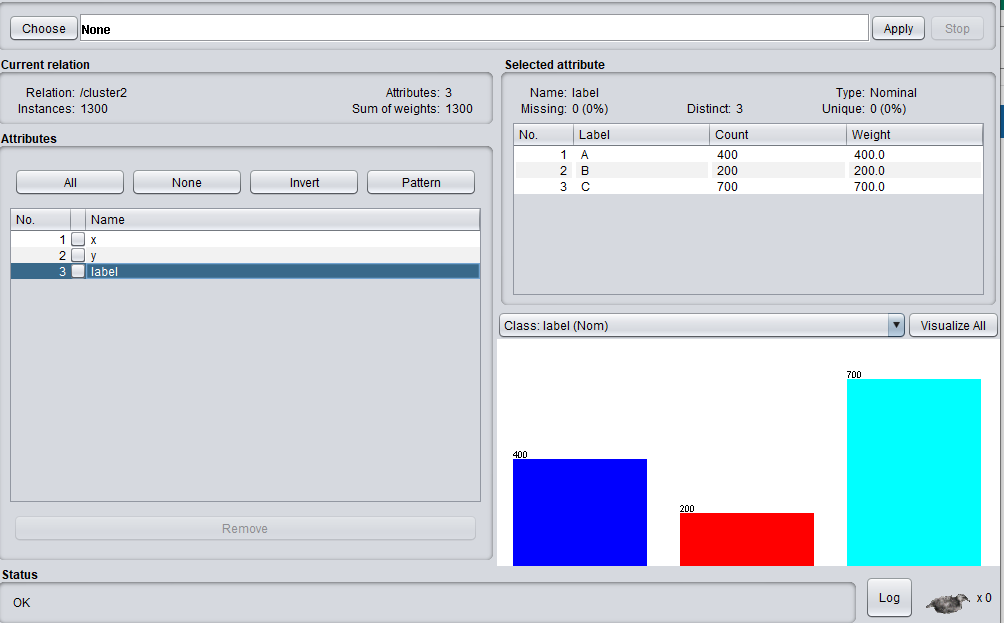 Choose None Apply Stop
Current relation
Relation: /cluster2 Attributes: 3
Instances: 1300 Sum of weights: 1300
Attributes
All None Invert Pattern
No. Name
1 x
2 y
3 label
Remove
Selected attribute
Name: label Type: Nominal
Missing: 0 (0%) Distinct: 3 Unique: 0 (0%)
No. Label Count Weight
1 A 400 400.0
2 B 200 200.0
3 C 700 700.0
Class: label (Nom) Visualize All
400
200
700
Status
OK
Log x 0